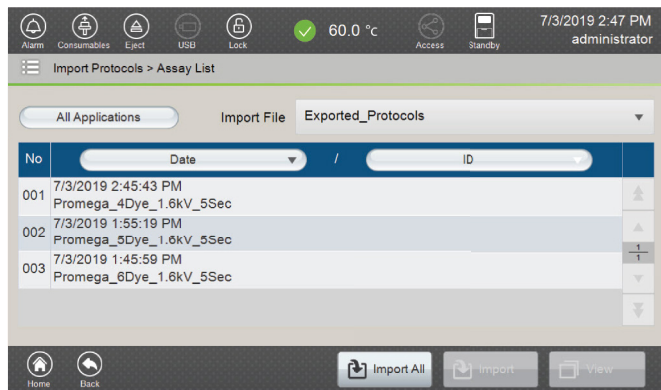 7/3/2019 2:47 PM
60.0 °c
administrator
Alarm Consumables Eject USB Lock Access Standby
Import Protocols > Assay List
All Applications Import File Exported_Protocols
No Date / ID
001 7/3/2019 2:45:43 PM
Promega_4Dye_1.6kV_5Sec
002 7/3/2019 1:55:19 PM
Promega_5Dye_1.6kV_5Sec
1
1
003 7/3/2019 1:45:59 PM
Promega_6Dye_1.6kV_5Sec
Import All Import View
Home Back